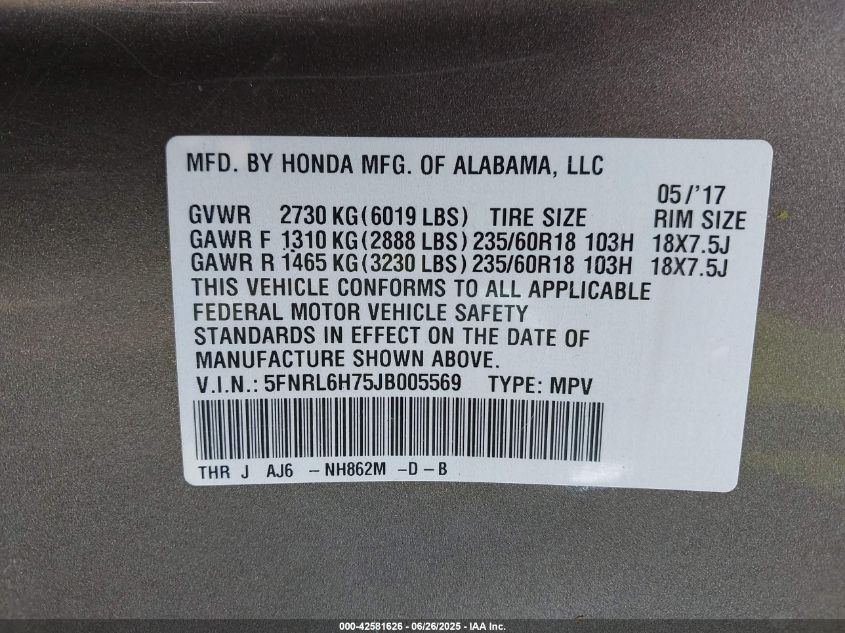 MFD. BY HONDA MFG. OF ALABAMA, LLC
05/'17
GVWR 2730 KG(6019 LBS) TIRE SIZE RIM SIZE
GAWR F 1310 KG(2888 LBS) 235/60R18 103H 18X7.5J
GAWR R 1465 KG(3230 LBS) 235/60R18 103H 18X7.5J
THIS VEHICLE CONFORMS TO ALL APPLICABLE
FEDERAL MOTOR VEHICLE SAFETY
STANDARDS IN EFFECT ON THE DATE OF
MANUFACTURE SHOWN ABOVE.
V.I.N.: 5FNRL6H75JB005569 TYPE: MPV
THR J AJ6 -NH862M -D-B
000-42581626 - 06/26/2025 - IAA Inc.